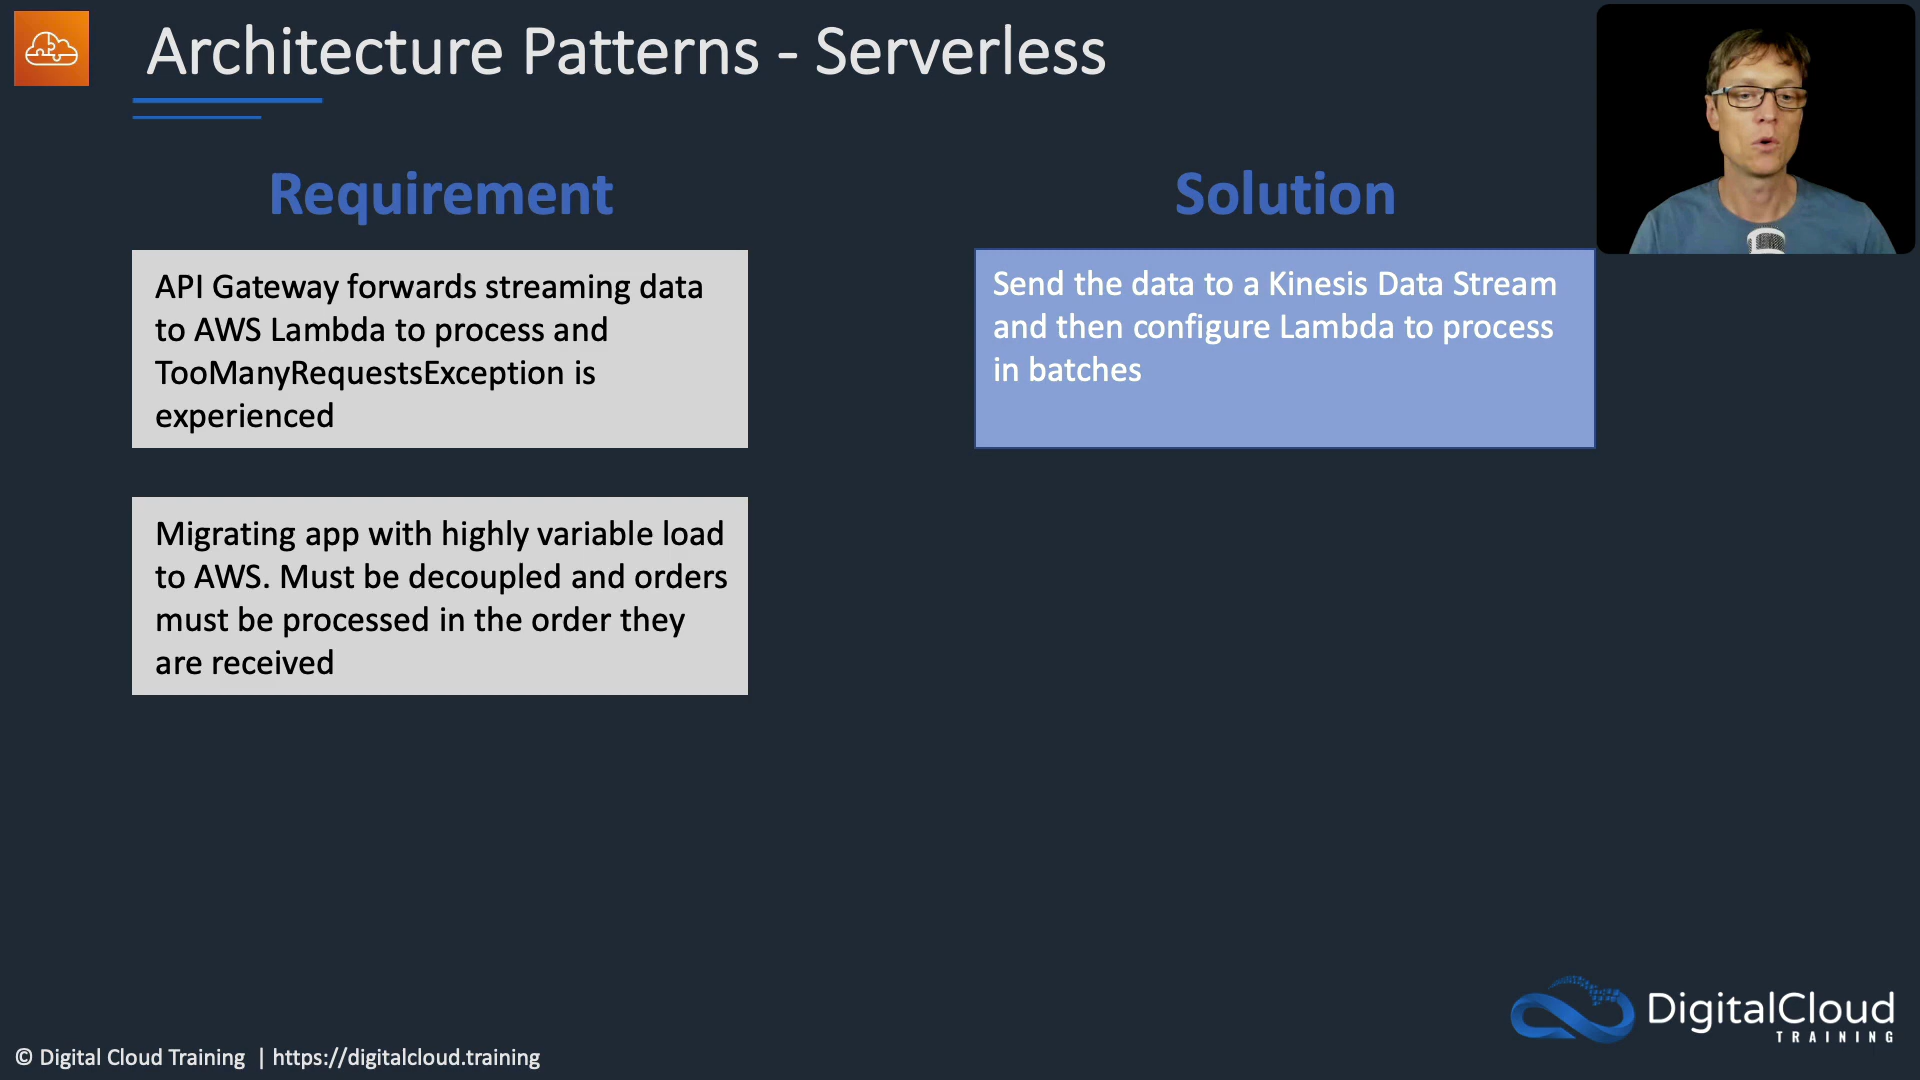 Architecture Patterns - Serverless
Requirement
Solution
API Gateway forwards streaming data
to AWS Lambda to process and
TooManyRequestsException is
experienced
Send the data to a Kinesis Data Stream
and then configure Lambda to process
in batches
Migrating app with highly variable load
to AWS. Must be decoupled and orders
must be processed in the order they
are received
DigitalCloud
TRAINING
© Digital Cloud Training | https://digitalcloud.training